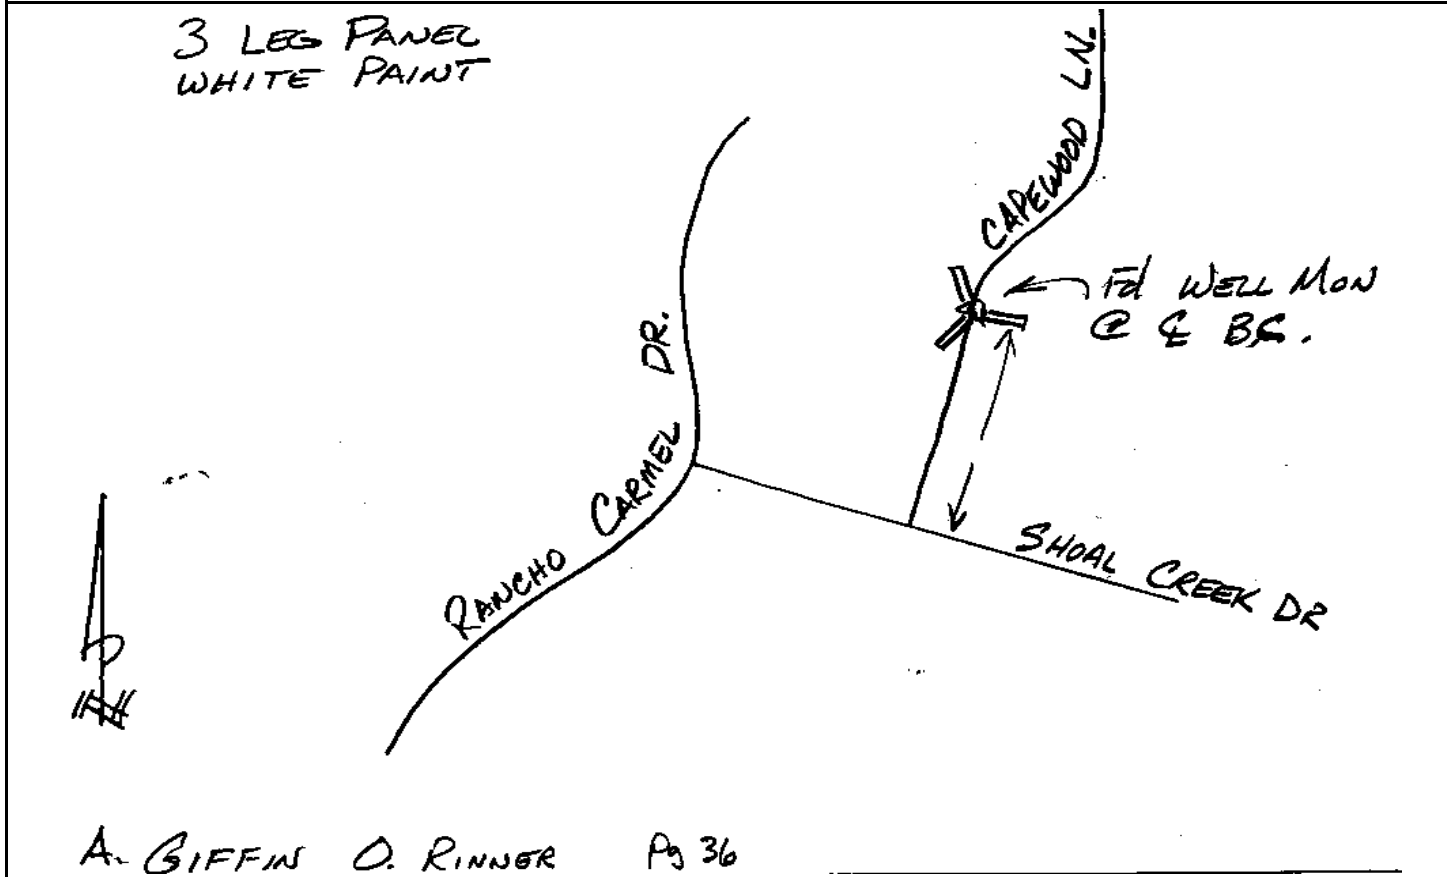 3 LEG PANEL
WHITE PAINT
CAPEWOOD LN.
Fd WELL MON
@ ℄ BC.
RANCHO CARMEL DR.
SHOAL CREEK DR
A. GIFFIN O. RINNER Pg 36